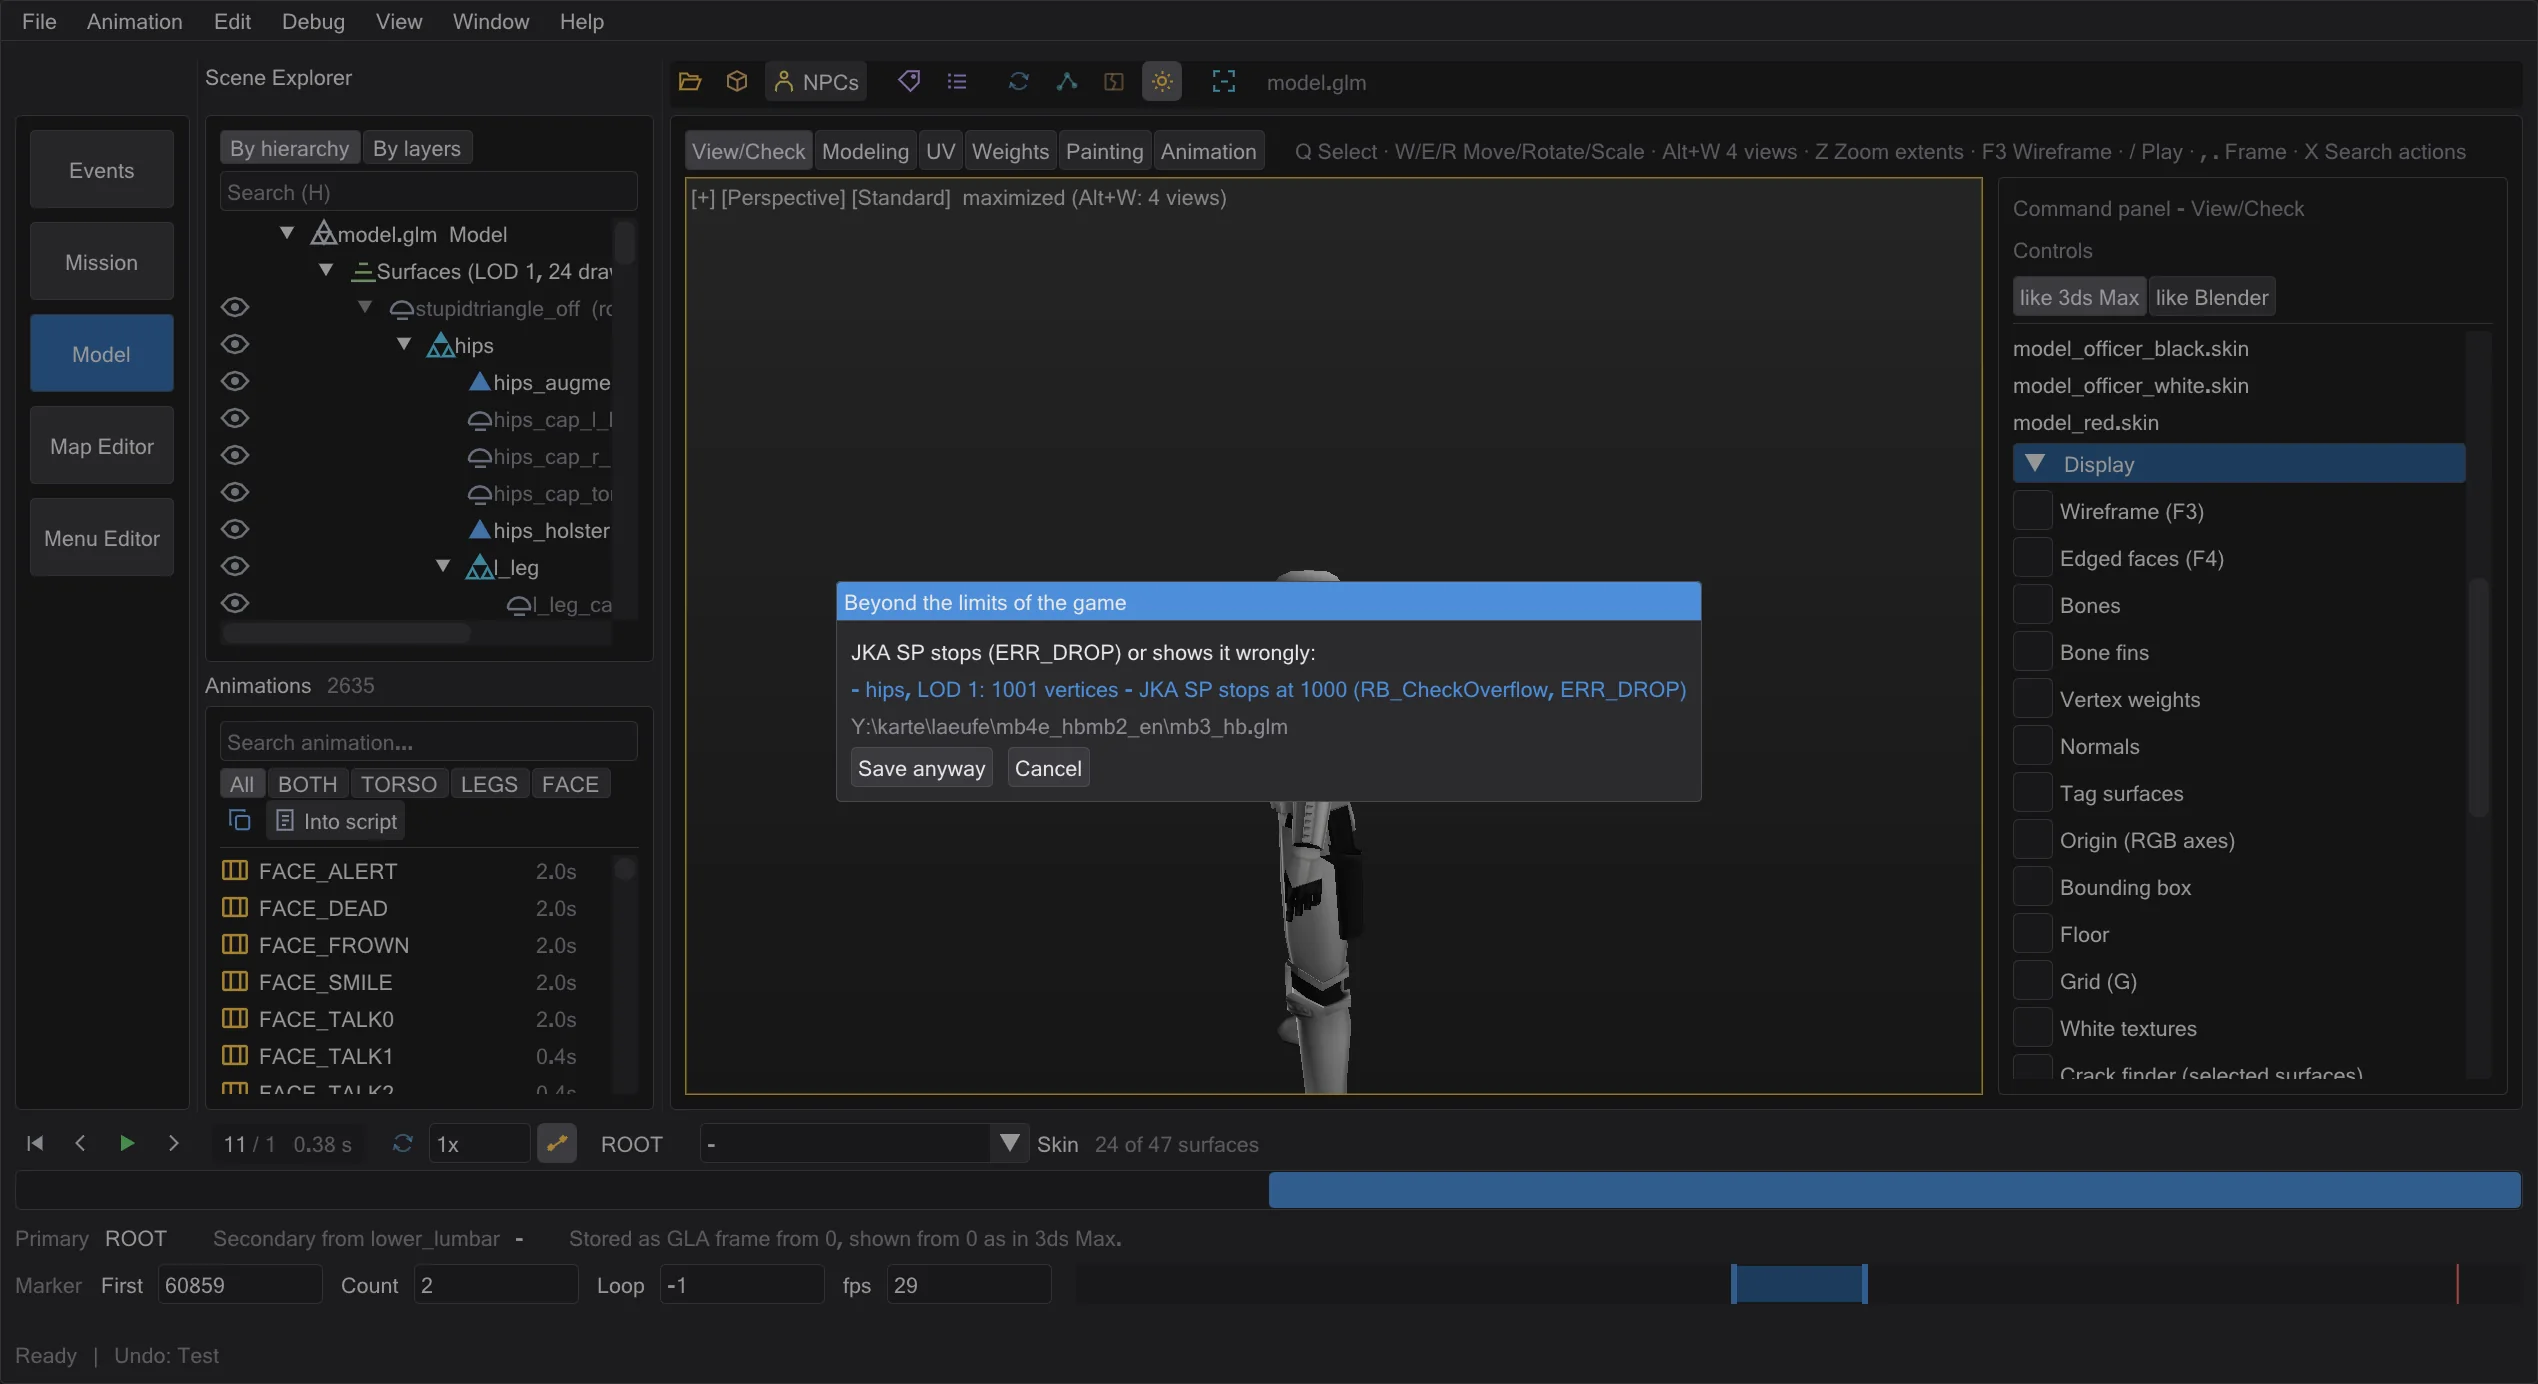 File Animation Edit Debug View Window Help
Scene Explorer
NPCs
model.glm
Events
Mission
Model
Map Editor
Menu Editor
By hierarchy By layers
Search (H)
model.glm Model
Surfaces (LOD 1, 24 dra
stupidtriangle_off (ro
hips
hips_augme
hips_cap_l_
hips_cap_r_
hips_cap_to
hips_holster
l_leg
l_leg_ca
Animations 2635
Search animation...
All BOTH TORSO LEGS FACE
Into script
FACE_ALERT 2.0s
FACE_DEAD 2.0s
FACE_FROWN 2.0s
FACE_SMILE 2.0s
FACE_TALK0 2.0s
FACE_TALK1 0.4s
FACE_TALK2 0.4s
View/Check Modeling UV Weights Painting Animation
Q Select · W/E/R Move/Rotate/Scale · Alt+W 4 views · Z Zoom extents · F3 Wireframe · / Play · , . Frame · X Search actions
[+] [Perspective] [Standard] maximized (Alt+W: 4 views)
Beyond the limits of the game
JKA SP stops (ERR_DROP) or shows it wrongly:
- hips, LOD 1: 1001 vertices - JKA SP stops at 1000 (RB_CheckOverflow, ERR_DROP)
Y:\karte\laeufe\mb4e_hbmb2_en\mb3_hb.glm
Save anyway Cancel
Command panel - View/Check
Controls
like 3ds Max like Blender
model_officer_black.skin
model_officer_white.skin
model_red.skin
Display
Wireframe (F3)
Edged faces (F4)
Bones
Bone fins
Vertex weights
Normals
Tag surfaces
Origin (RGB axes)
Bounding box
Floor
Grid (G)
White textures
Crack finder (selected surfaces)
11 / 1 0.38 s 1x ROOT - Skin 24 of 47 surfaces
Primary ROOT Secondary from lower_lumbar - Stored as GLA frame from 0, shown from 0 as in 3ds Max.
Marker First 60859 Count 2 Loop -1 fps 29
Ready | Undo: Test